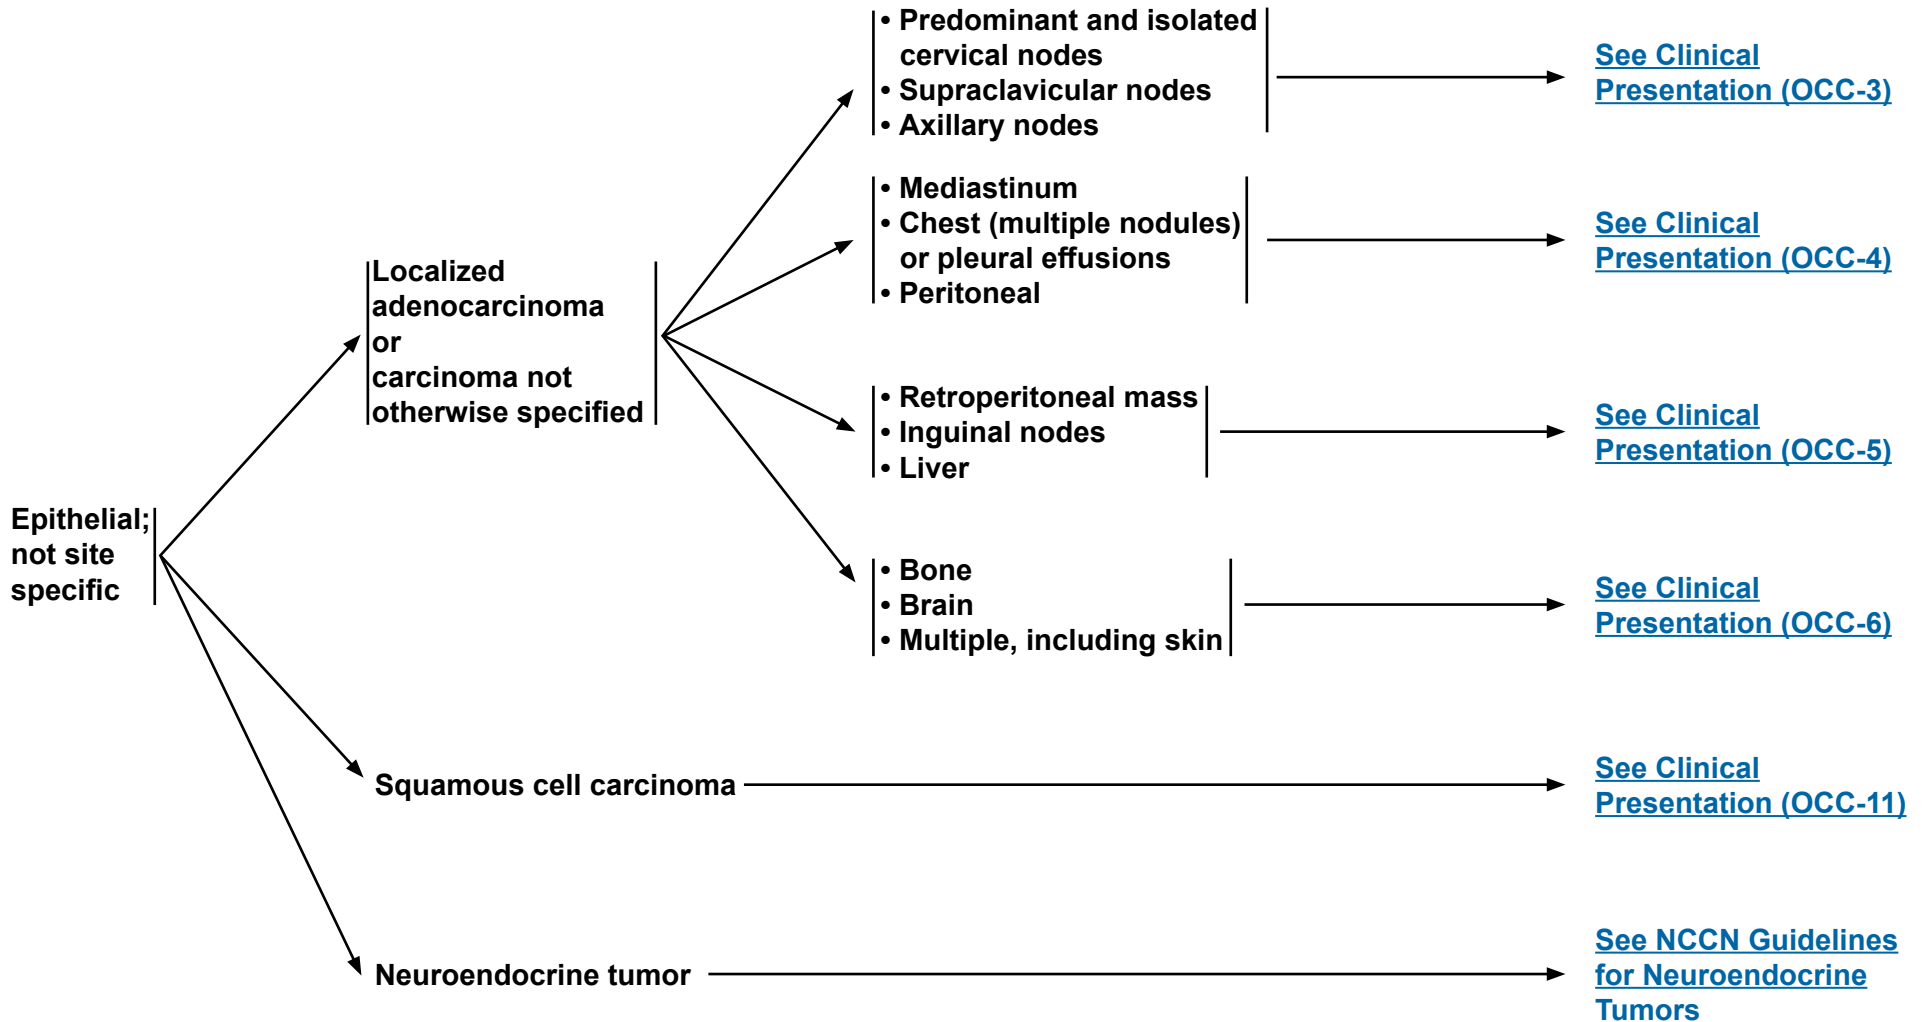 Epithelial;
not site
specific
Localized
adenocarcinoma
or
carcinoma not
otherwise specified
• Predominant and isolated
cervical nodes
• Supraclavicular nodes
• Axillary nodes
See Clinical
Presentation (OCC-3)
• Mediastinum
• Chest (multiple nodules)
or pleural effusions
• Peritoneal
See Clinical
Presentation (OCC-4)
• Retroperitoneal mass
• Inguinal nodes
• Liver
See Clinical
Presentation (OCC-5)
• Bone
• Brain
• Multiple, including skin
See Clinical
Presentation (OCC-6)
Squamous cell carcinoma
See Clinical
Presentation (OCC-11)
Neuroendocrine tumor
See NCCN Guidelines
for Neuroendocrine
Tumors